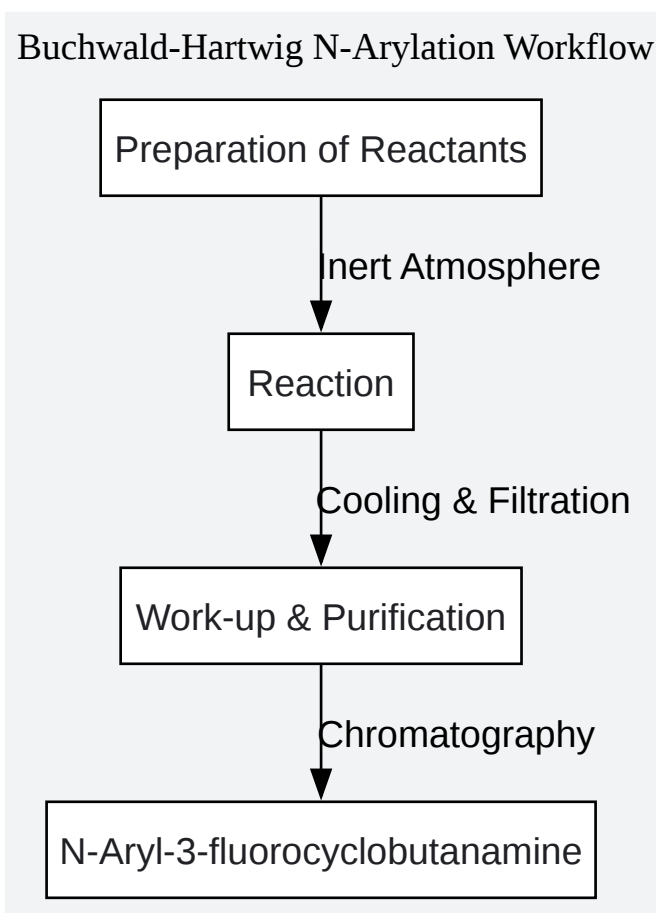 Buchwald-Hartwig N-Arylation Workflow
Preparation of Reactants
Inert Atmosphere
Reaction
Cooling & Filtration
Work-up & Purification
Chromatography
N-Aryl-3-fluorocyclobutanamine